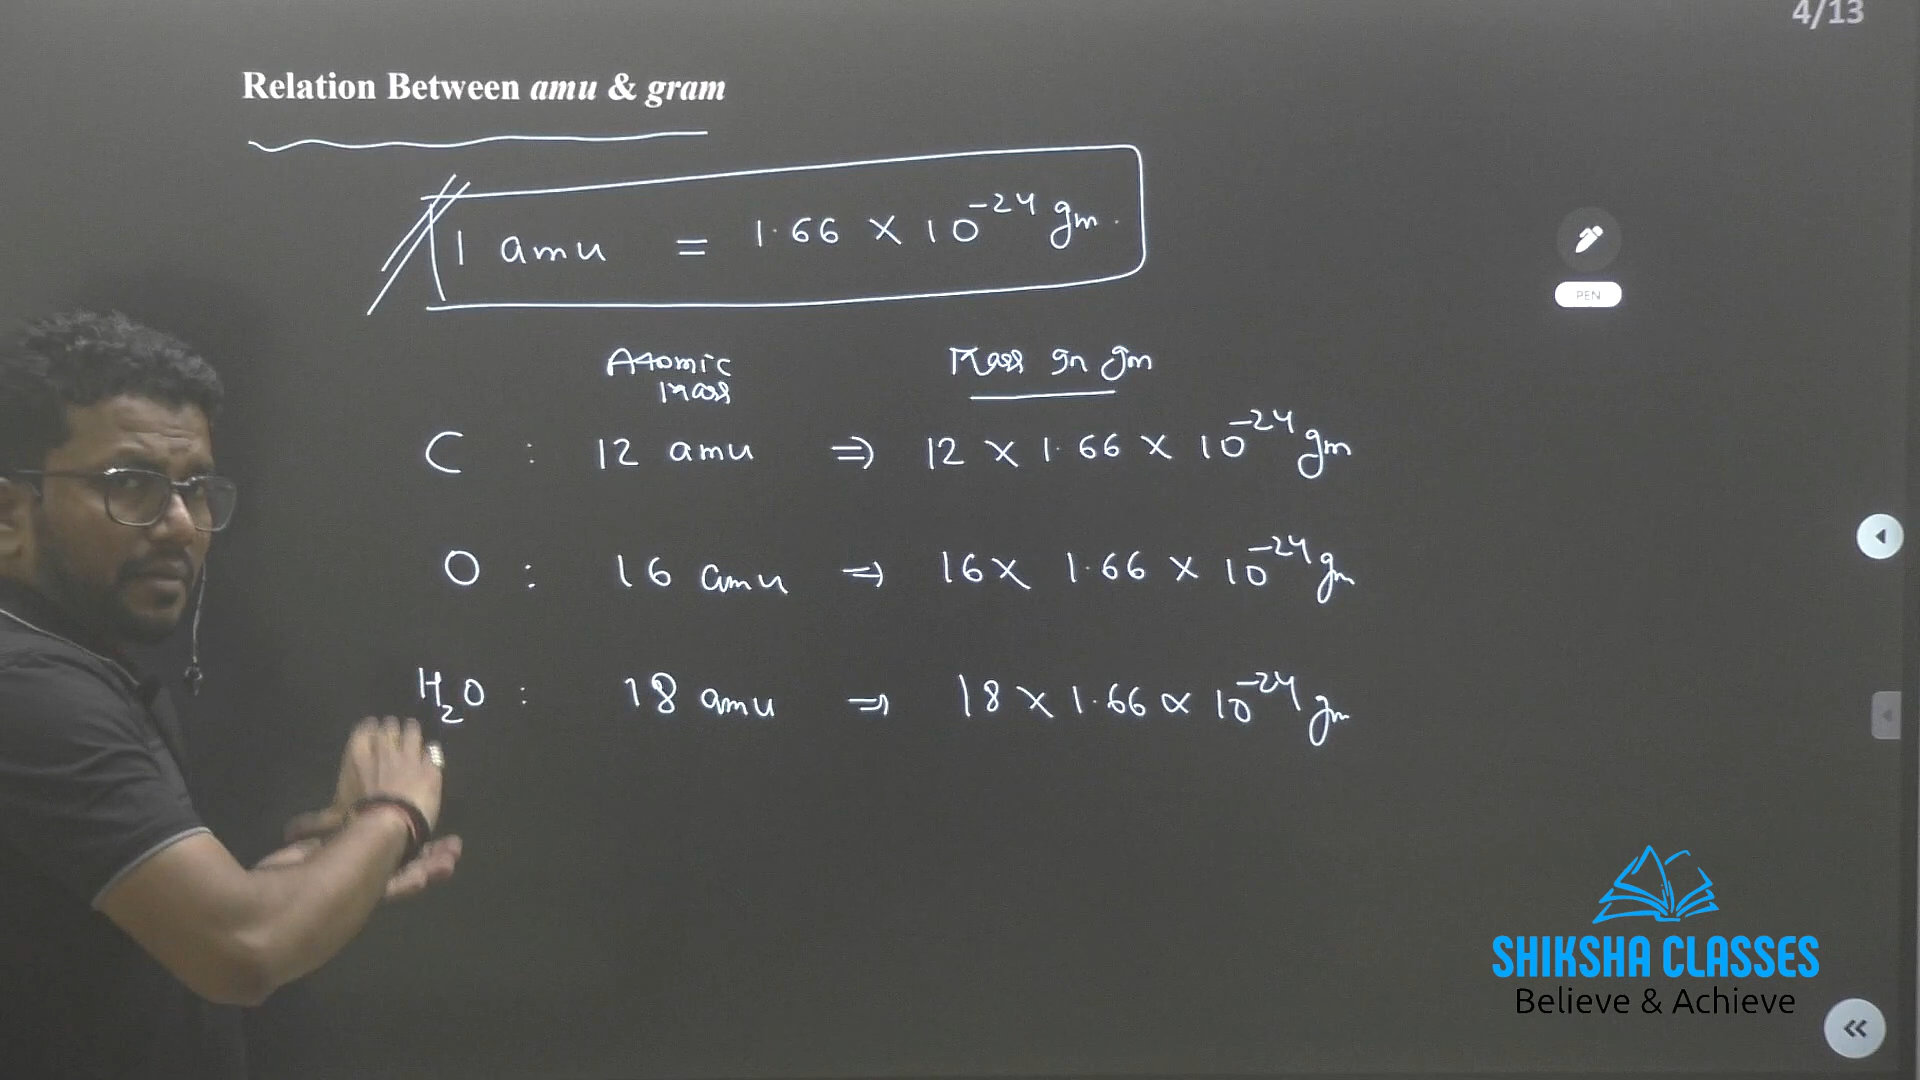 4/13
Relation Between amu & gram
1 amu = 1.66 × 10⁻²⁴ gm.
PEN
Atomic Mass in gm
mass
C : 12 amu ⇒ 12 × 1.66 × 10⁻²⁴ gm
O : 16 amu ⇒ 16 × 1.66 × 10⁻²⁴ gm
H₂O : 18 amu ⇒ 18 × 1.66 × 10⁻²⁴ gm
SHIKSHA CLASSES
Believe & Achieve